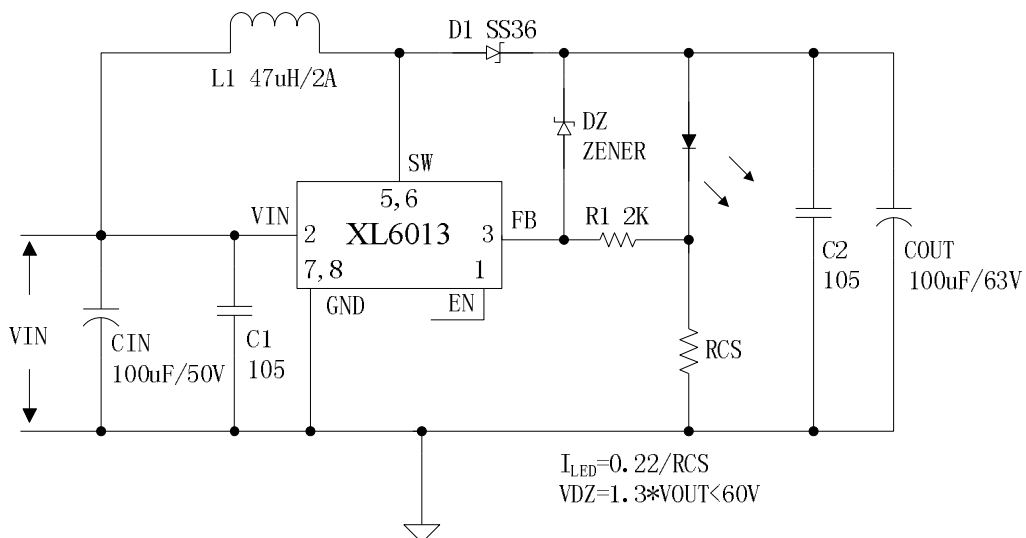 D1 SS36
L1 47uH/2A
DZ
ZENER
SW
5,6
VIN
2
XL6013
3
FB
R1 2K
7,8
1
GND
EN
C2
105
COUT
100uF/63V
VIN
CIN
100uF/50V
C1
105
RCS
I_LED=0.22/RCS
VDZ=1.3*VOUT<60V